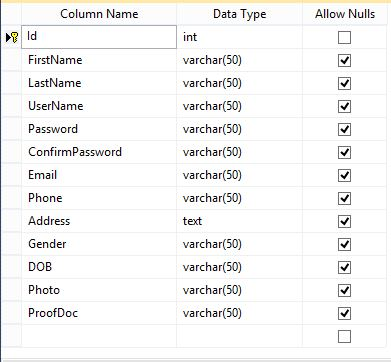 Column Name Data Type Allow Nulls
Id int
FirstName varchar(50)
LastName varchar(50)
UserName varchar(50)
Password varchar(50)
ConfirmPassword varchar(50)
Email varchar(50)
Phone varchar(50)
Address text
Gender varchar(50)
DOB varchar(50)
Photo varchar(50)
ProofDoc varchar(50)